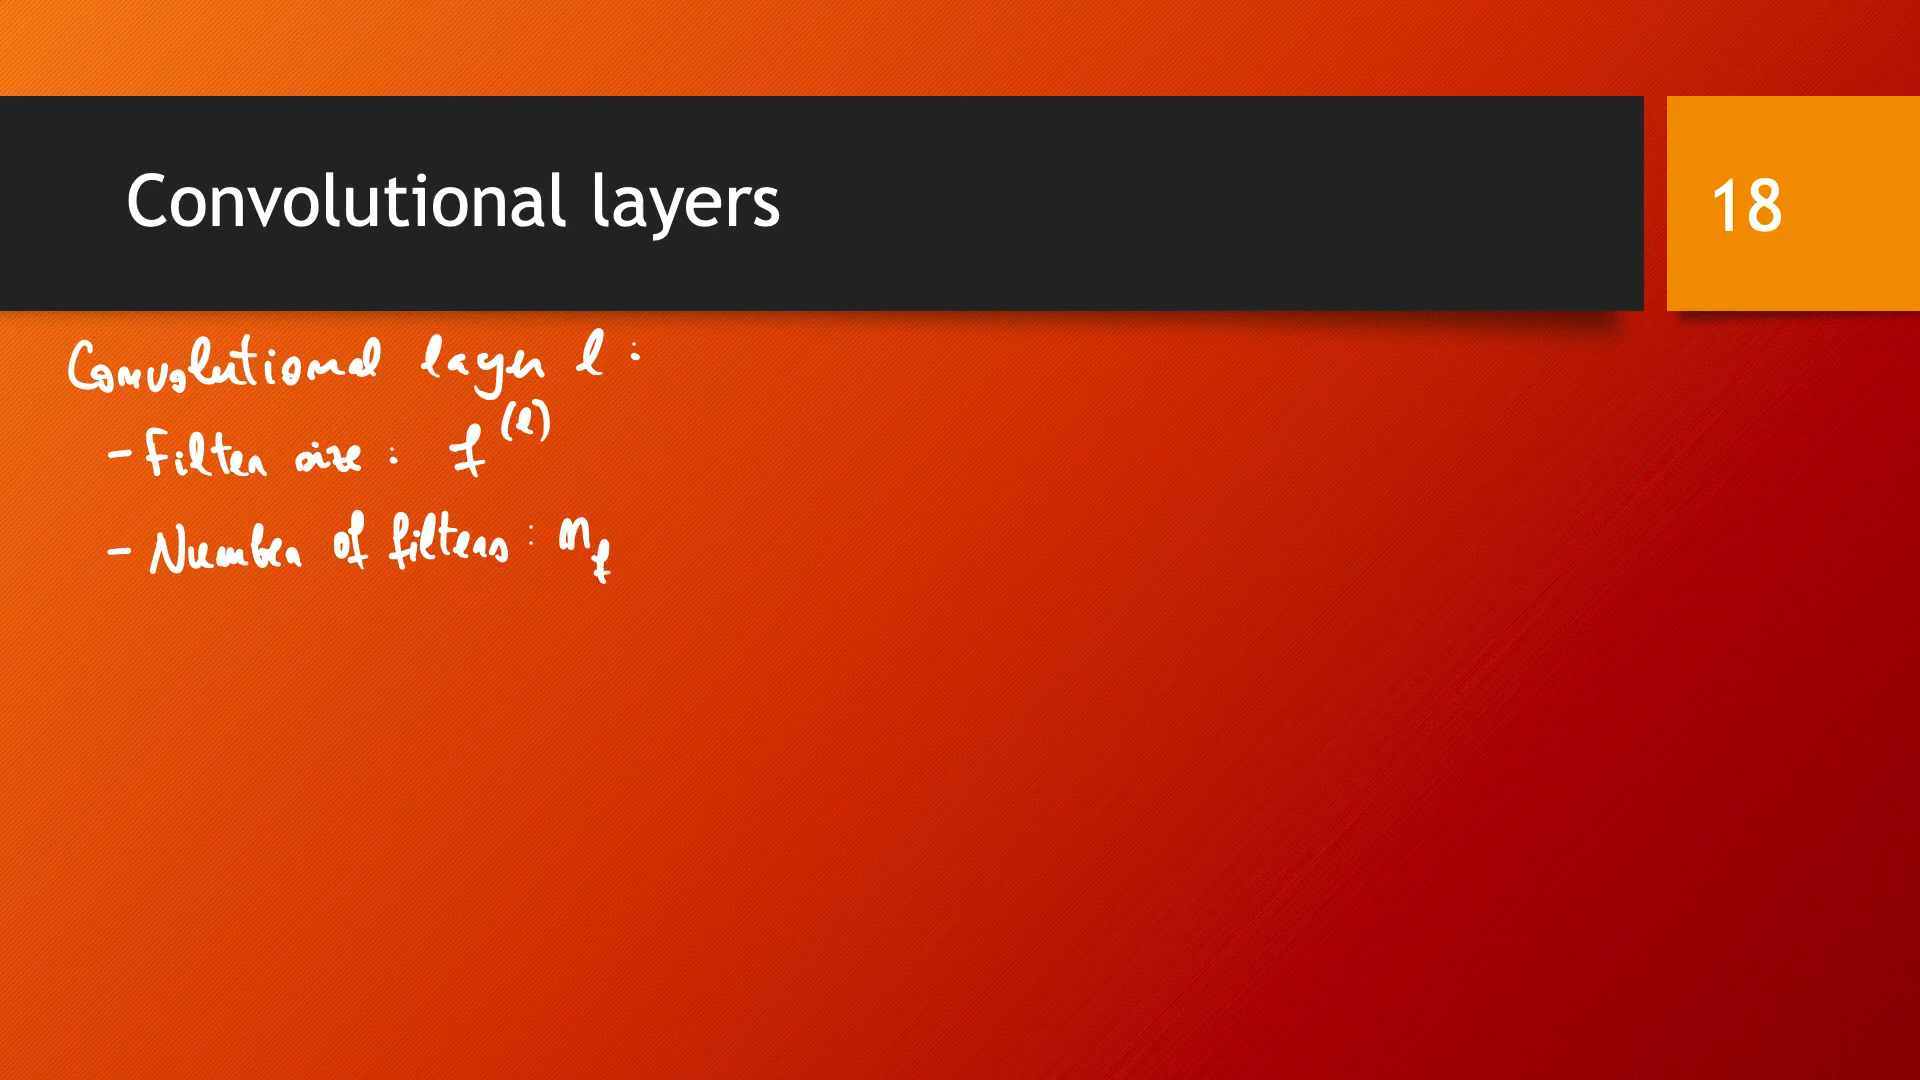 Convolutional layers
18
Convolutional layer l :
- Filter size : f^(l)
- Number of filters : n_f